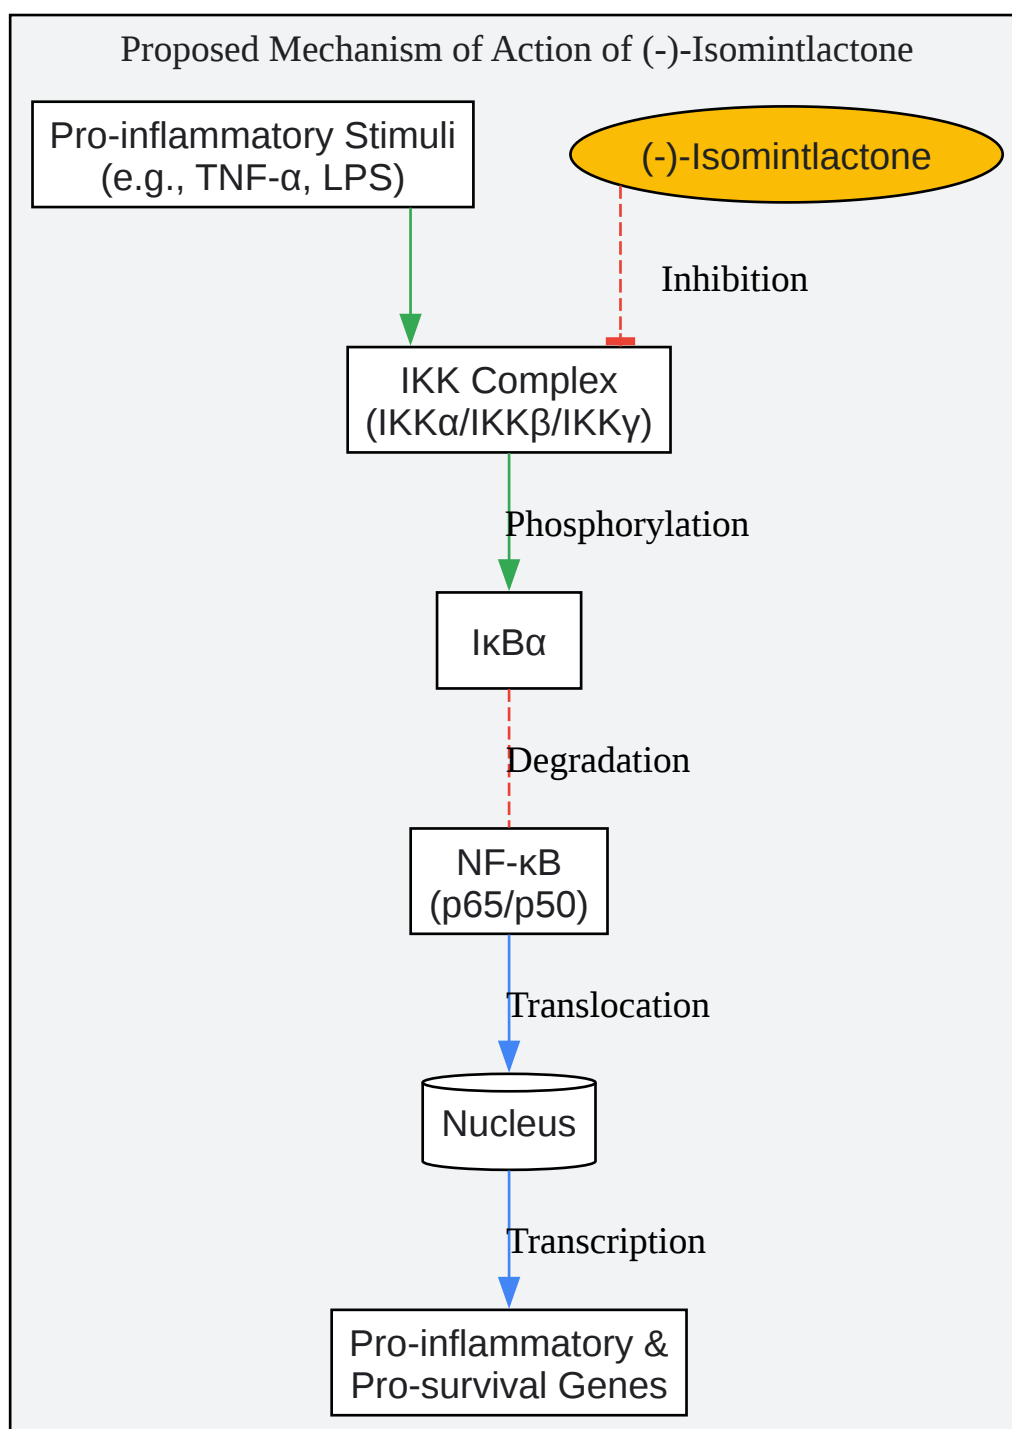 Proposed Mechanism of Action of (-)-Isomintlactone
Pro-inflammatory Stimuli
(e.g., TNF-α, LPS)
(-)-Isomintlactone
Inhibition
IKK Complex
(IKKα/IKKβ/IKKγ)
Phosphorylation
IκBα
Degradation
NF-κB
(p65/p50)
Translocation
Nucleus
Transcription
Pro-inflammatory &
Pro-survival Genes